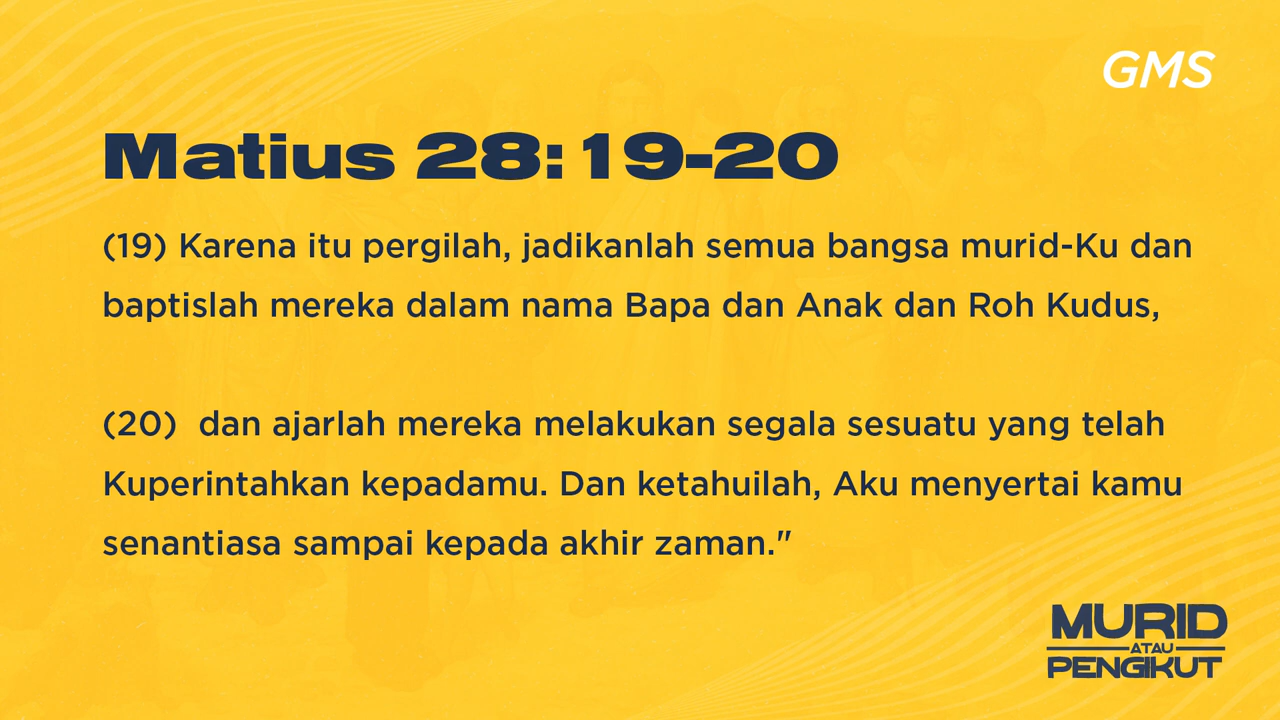 GMS
Matius 28:19-20
(19) Karena itu pergilah, jadikanlah semua bangsa murid-Ku dan
baptislah mereka dalam nama Bapa dan Anak dan Roh Kudus,
(20)  dan ajarlah mereka melakukan segala sesuatu yang telah
Kuperintahkan kepadamu. Dan ketahuilah, Aku menyertai kamu
senantiasa sampai kepada akhir zaman."
MURID
ATAU
PENGIKUT